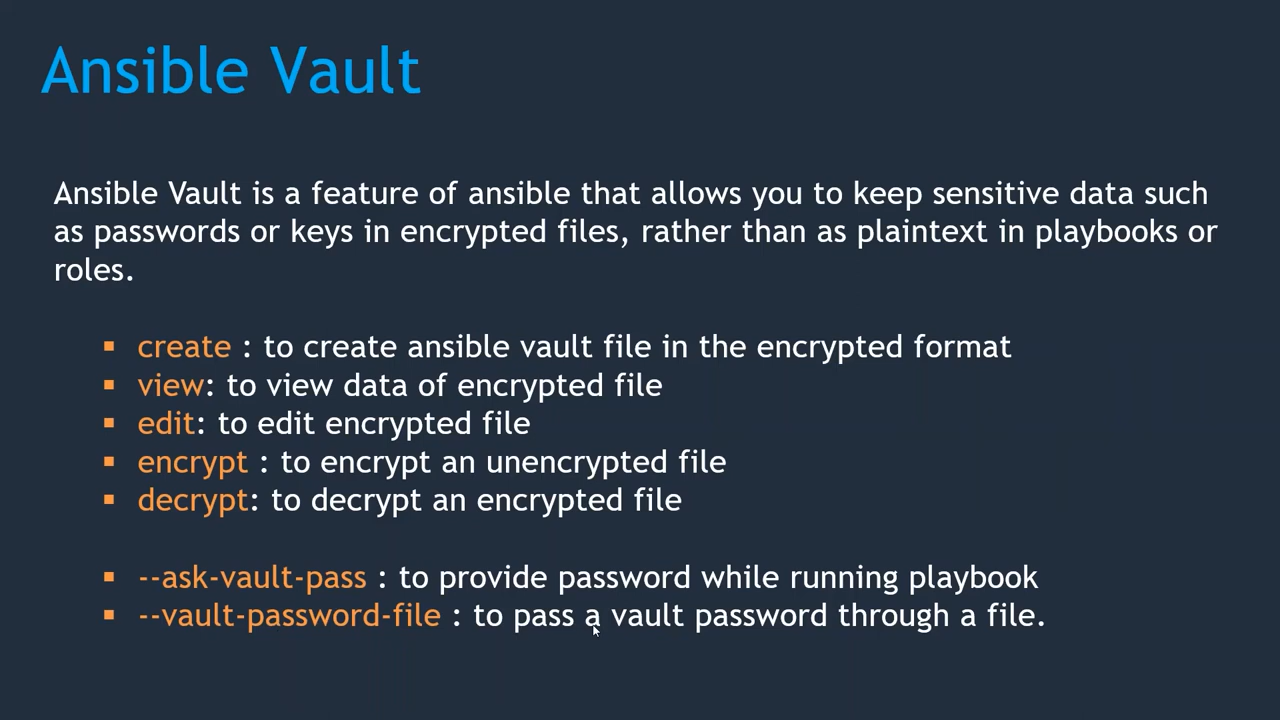 Ansible Vault
Ansible Vault is a feature of ansible that allows you to keep sensitive data such
as passwords or keys in encrypted files, rather than as plaintext in playbooks or
roles.
▪ create : to create ansible vault file in the encrypted format
▪ view: to view data of encrypted file
▪ edit: to edit encrypted file
▪ encrypt : to encrypt an unencrypted file
▪ decrypt: to decrypt an encrypted file
▪ --ask-vault-pass : to provide password while running playbook
▪ --vault-password-file : to pass a vault password through a file.